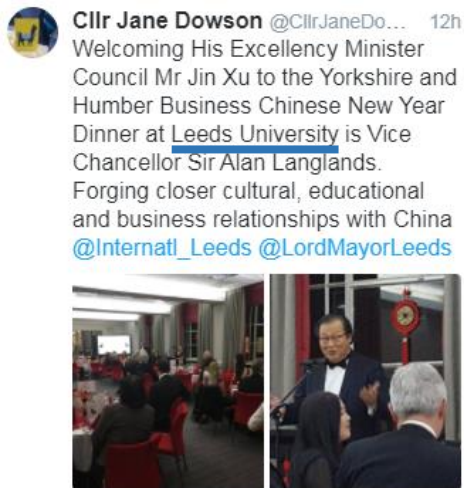 Cllr Jane Dowson @CllrJaneDo... 12h
Welcoming His Excellency Minister
Council Mr Jin Xu to the Yorkshire and
Humber Business Chinese New Year
Dinner at Leeds University is Vice
Chancellor Sir Alan Langlands.
Forging closer cultural, educational
and business relationships with China
@Internatl_Leeds @LordMayorLeeds